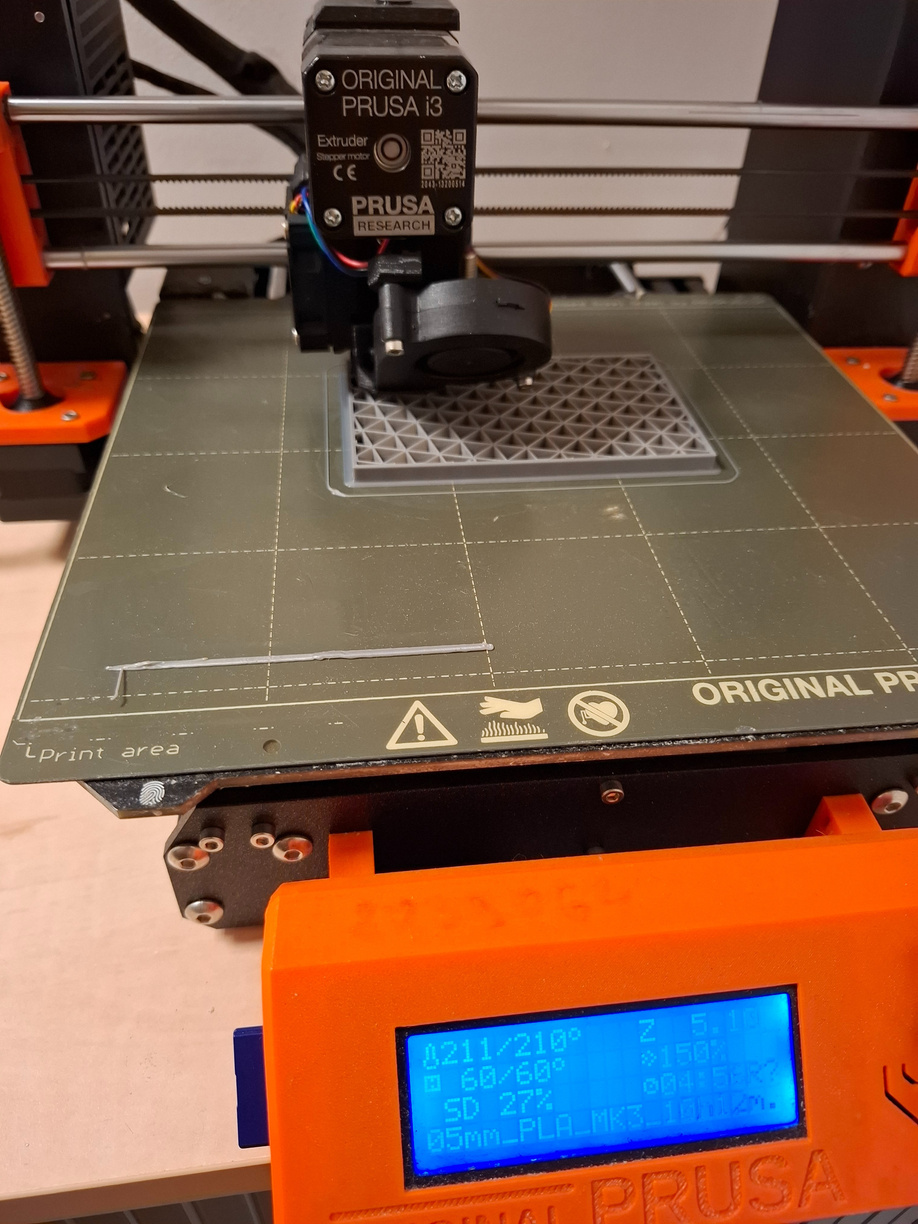 ORIGINAL
PRUSA i3
Extruder
Stepper motor
CE
PRUSA
RESEARCH
ORIGINAL PR
Print area
211/210° Z 5.10
60/60° 150%
SD 27%
05mm_PLA_MK3_
ORIGINAL PRUSA